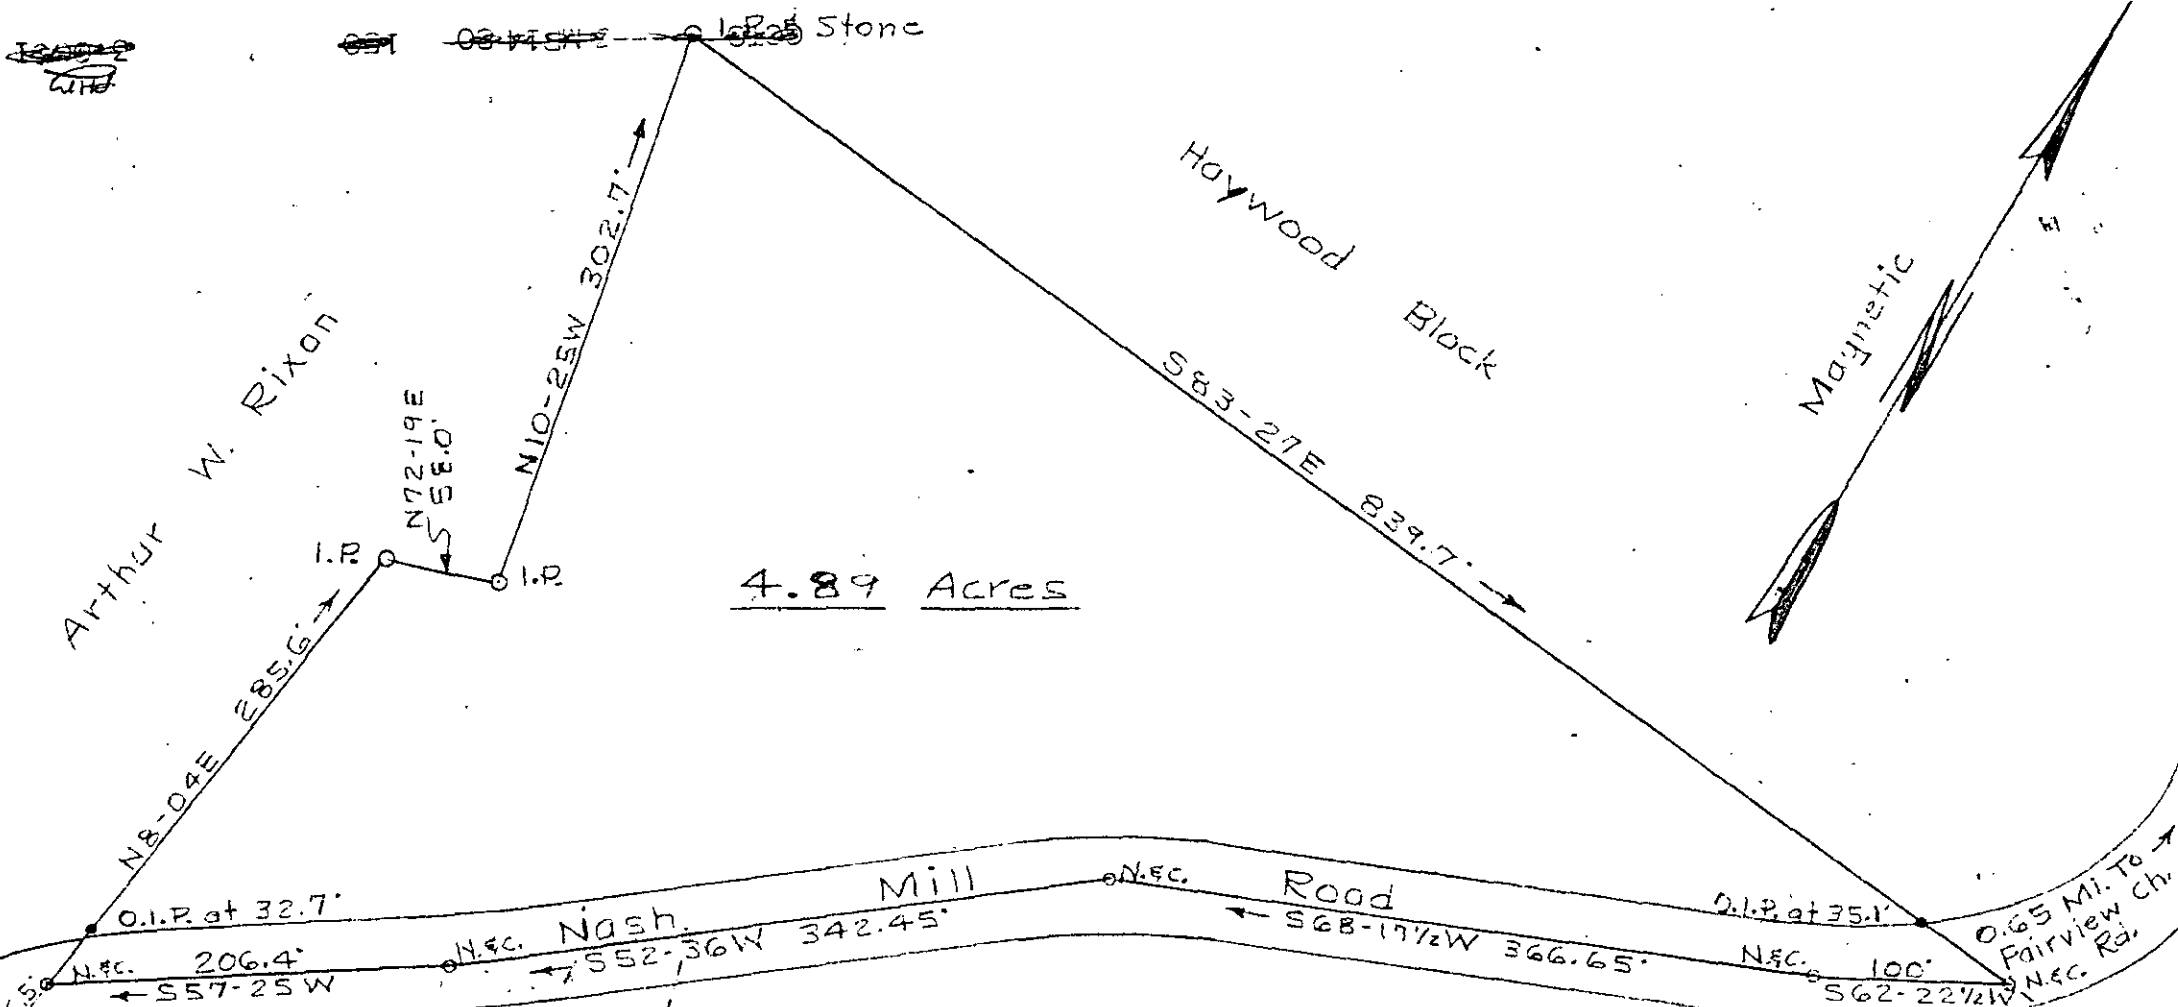 Stone
Haywood
Block
Magnetic
Arthur W. Rixon
N10-25W 302.7'
N72-19E
58.0'
I.P.
I.P.
S83-27E 839.7'
4.89 Acres
N8-04E 285.6'
O.I.P. at 32.7'
Nash Mill Road
N.&C.
N.&C.
N.&C.
N.&C.
206.4'
S57-25W
S52-36W 342.45'
S68-17½W 366.65'
O.I.P. at 35.1'
100'
S62-22½W
0.65 Mi. To
Fairview Ch.
N.&C. Rd.